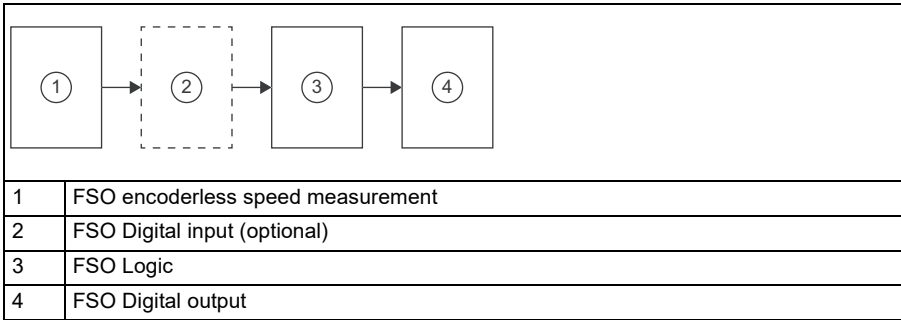 1 2 3 4
1 FSO encoderless speed measurement
2 FSO Digital input (optional)
3 FSO Logic
4 FSO Digital output